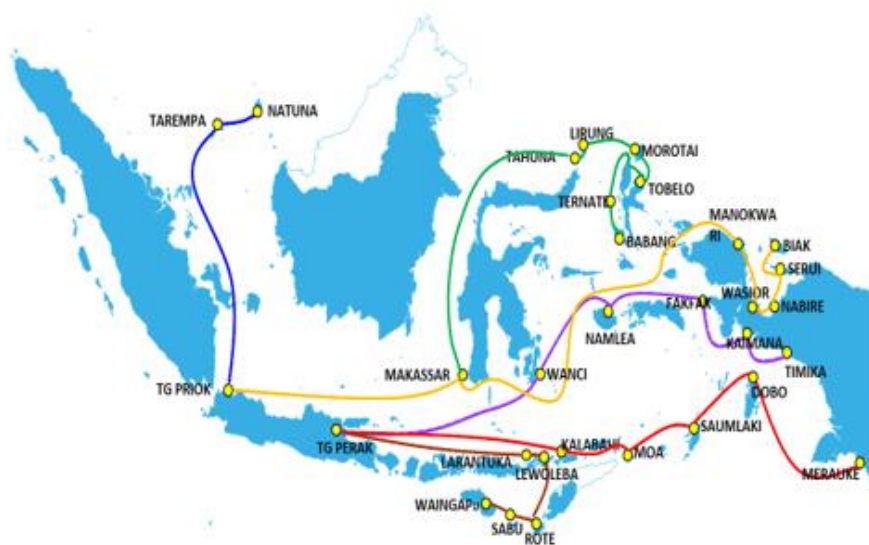 NATUNA
TAREMPA
LIRUNG
TAHUNA
MOROTAI
TOBELO
TERNATE
BABANG
MANOKWA
RI
BIAK
SERUI
WASIOR
NABIRE
FAKFAK
NAMLEA
KAIMANA
TIMIKA
MAKASSAR
WANCI
TG PRIOK
DOBO
TG PERAK
KALABAHI
SAUMLAKI
LARANTUKA
MOA
LEWOLEBA
MERAUKE
WAINGAPU
SABU
ROTE